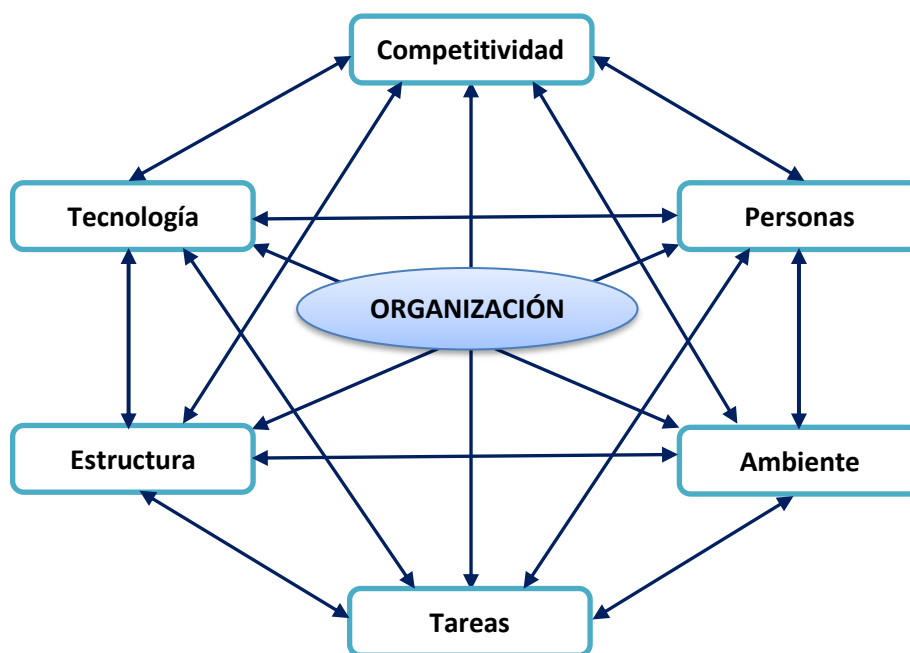 Competitividad
Tecnología
Personas
ORGANIZACIÓN
Estructura
Ambiente
Tareas